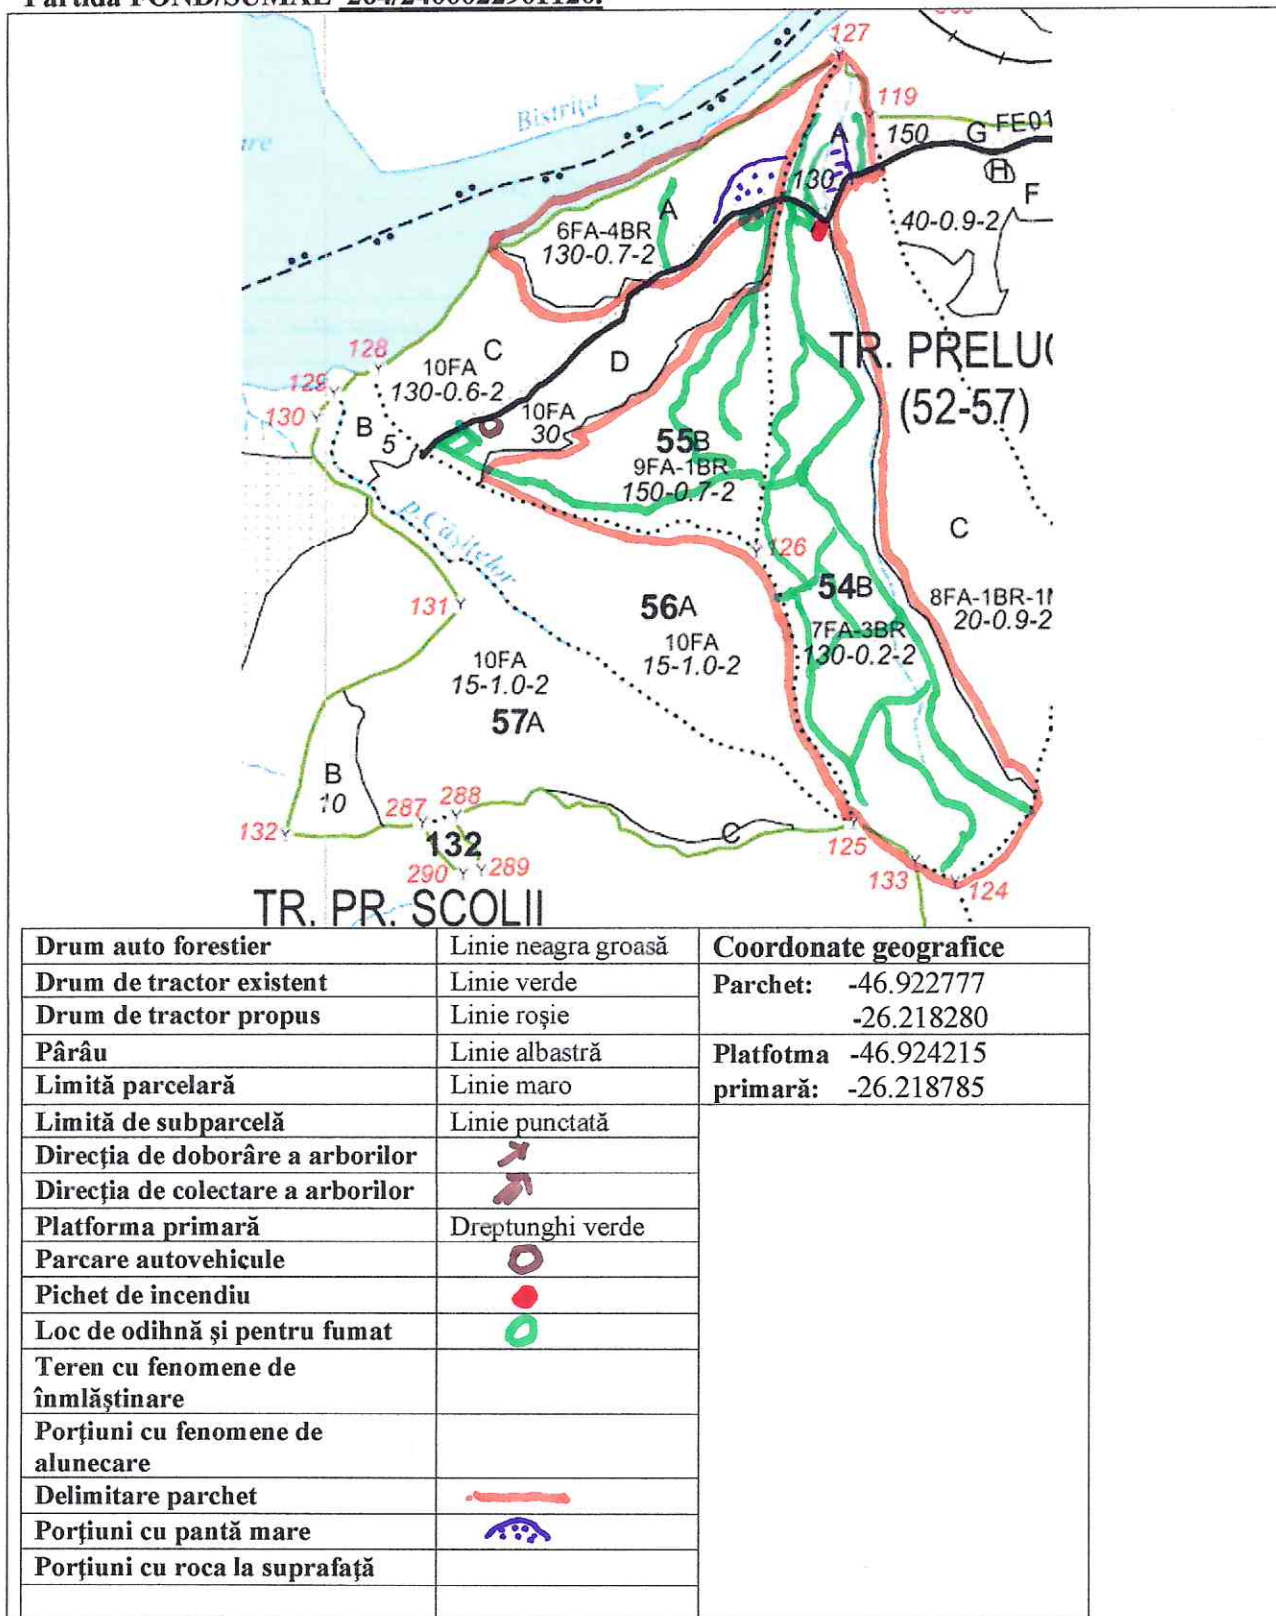 Partida FOND/SUMAL 264/2400022901120.
127
Bistrița
119
are
A
150
G
FE01
H
130
F
A
6FA-4BR
130-0.7-2
40-0.9-2
TR. PRELUC
(52-57)
128
C
10FA
130-0.6-2
D
129
130
B
5
10FA
30
55B
9FA-1BR
150-0.7-2
p.Cășițelor
126
C
54B
131
56A
10FA
15-1.0-2
7FA-3BR
130-0.2-2
8FA-1BR-1
20-0.9-2
10FA
15-1.0-2
57A
B
10
287
288
132
132
C
125
290
289
133
124
TR. PR. SCOLII
Drum auto forestier Linie neagra groasă Coordonate geografice
Drum de tractor existent Linie verde Parchet: -46.922777
Drum de tractor propus Linie roșie -26.218280
Pârâu Linie albastră Platfotma -46.924215
Limită parcelară Linie maro primară: -26.218785
Limită de subparcelă Linie punctată
Direcția de doborâre a arborilor
Direcția de colectare a arborilor
Platforma primară Dreptunghi verde
Parcare autovehicule
Pichet de incendiu
Loc de odihnă și pentru fumat
Teren cu fenomene de
înmlăștinare
Porțiuni cu fenomene de
alunecare
Delimitare parchet
Porțiuni cu pantă mare
Porțiuni cu roca la suprafață